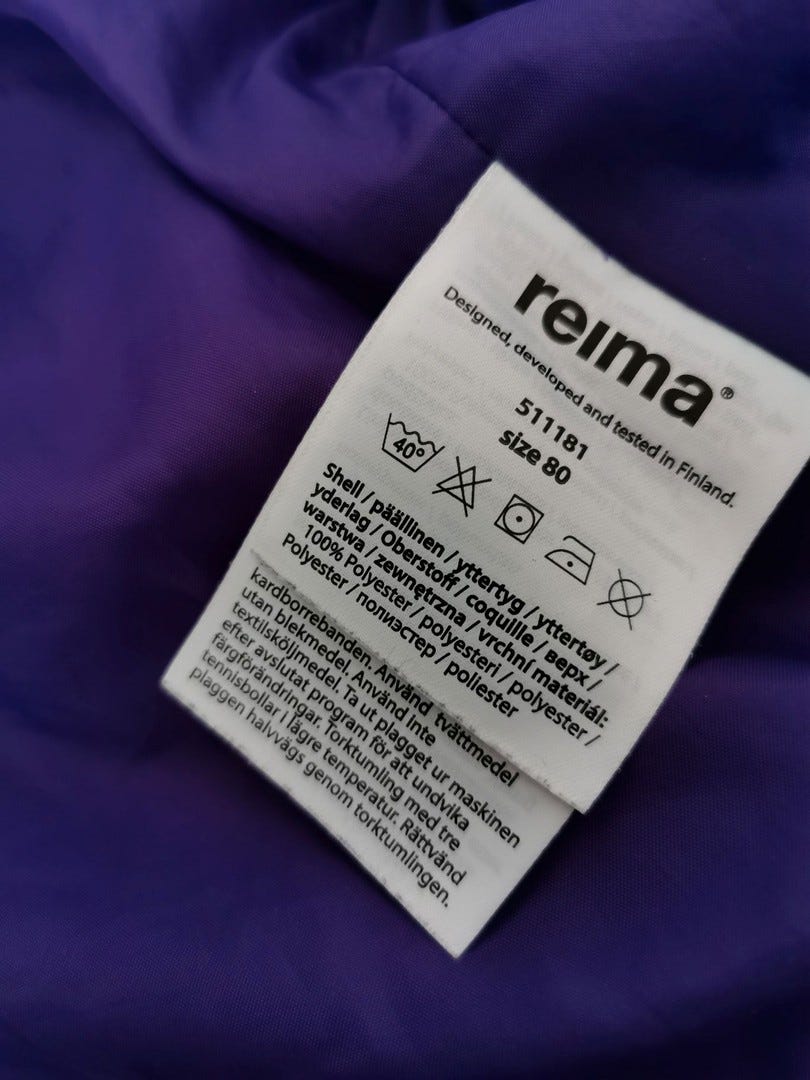 reima®
Designed, developed and tested in Finland.
511181
size 80
40°
Shell / päällinen / yttertyg / yttertøy /
yderlag / Oberstoff / coquille / верх /
warstwa / zewnętrzna / vrchní materiál:
100% Polyester / polyesteri / polyester /
Polyester / полиэстер / poliester
kardborrebanden. Använd tvättmedel
utan blekmedel. Använd inte
textilsköljmedel. Ta ut plagget ur maskinen
efter avslutat program för att undvika
färgförändringar. Torktumling med tre
tennisbollar i lägre temperatur. Rättvänd
plaggen halvvägs genom torktumlingen.